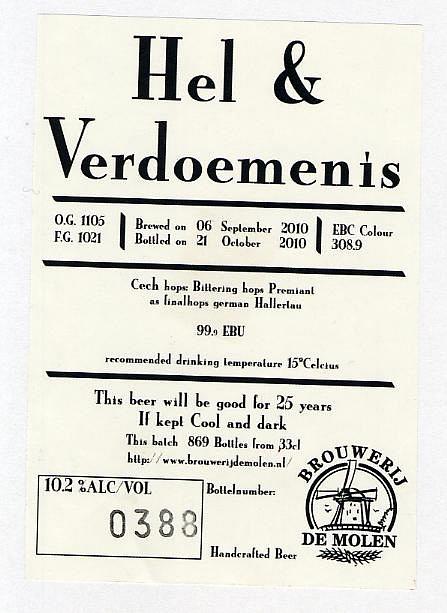 Hel &
Verdoemenis
O.G. 1105
F.G. 1021
Brewed on 06 September 2010
Bottled on 21 October 2010
EBC Colour
308.9
Cech hops: Bittering hops Premiant
as finalhops german Hallertau
99.9 EBU
recommended drinking temperature 15°Celcius
This beer will be good for 25 years
If kept Cool and dark
This batch 869 Bottles from 33cl
http://www.brouwerijdemolen.nl/
10.2 %ALC/VOL
Bottelnumber:
0388
Handcrafted Beer
BROUWERIJ
DE MOLEN